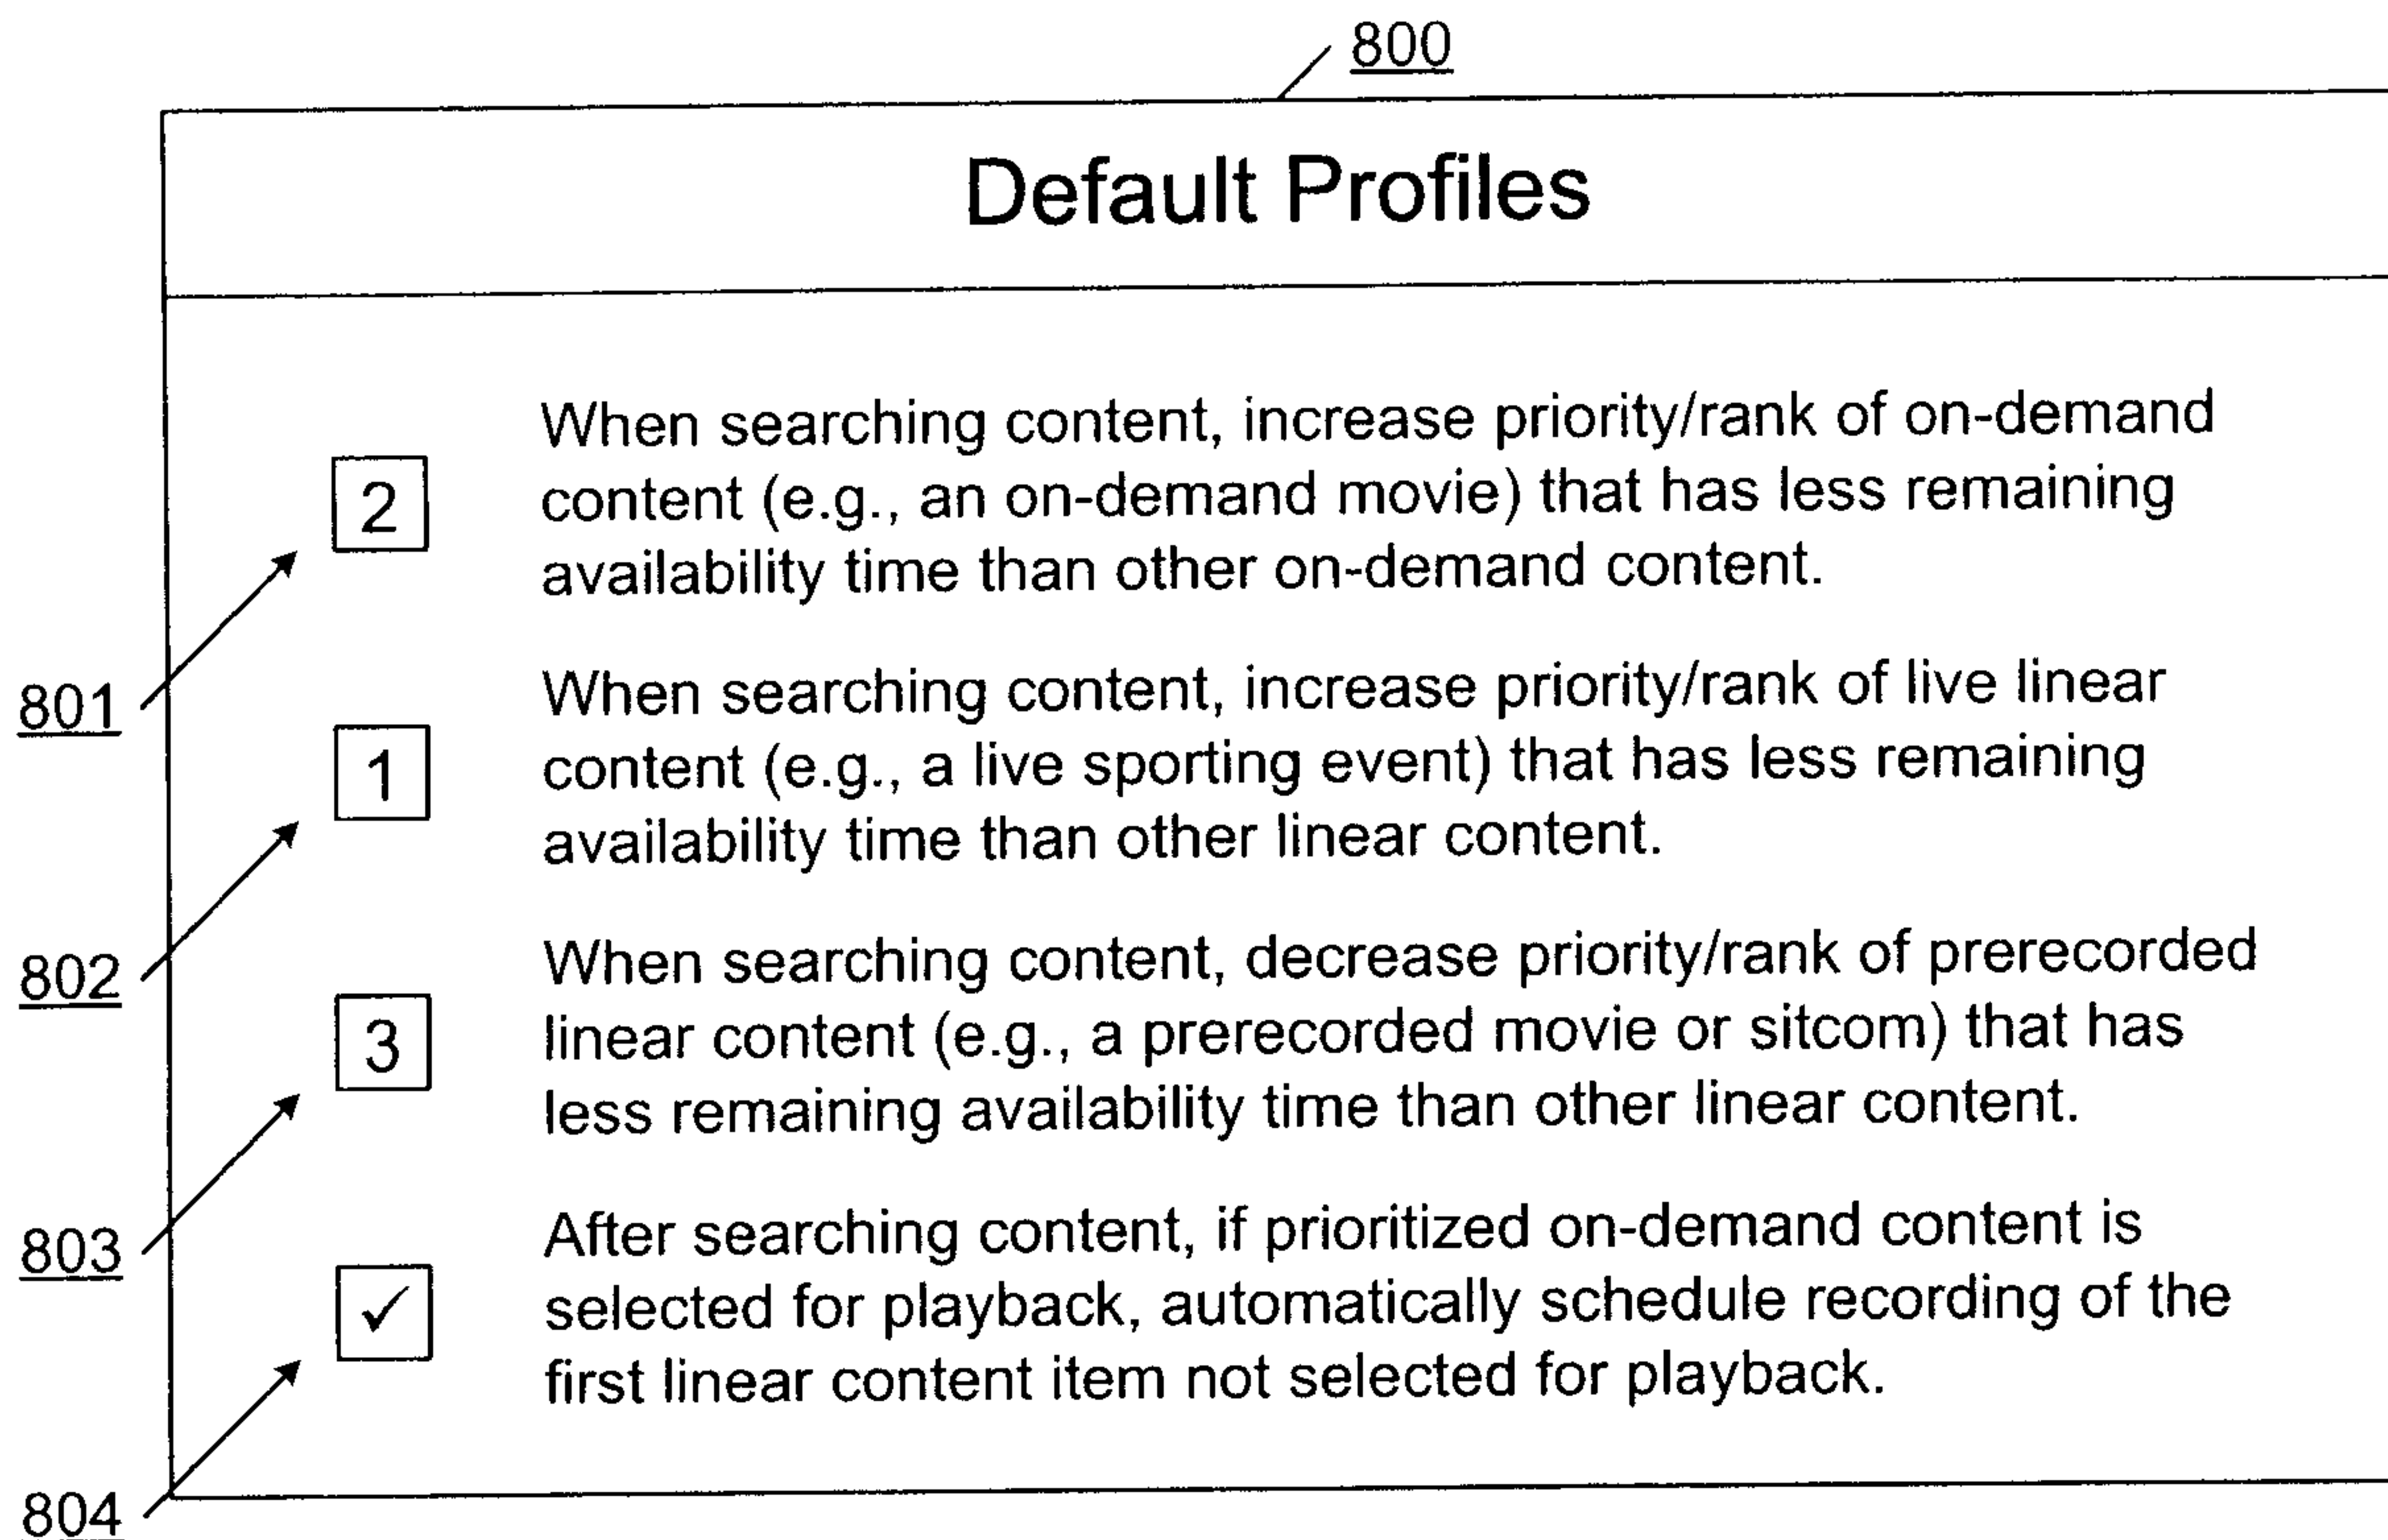 800
Default Profiles
2
When searching content, increase priority/rank of on-demand
content (e.g., an on-demand movie) that has less remaining
availability time than other on-demand content.
801
1
When searching content, increase priority/rank of live linear
content (e.g., a live sporting event) that has less remaining
availability time than other linear content.
802
3
When searching content, decrease priority/rank of prerecorded
linear content (e.g., a prerecorded movie or sitcom) that has
less remaining availability time than other linear content.
803
✓
After searching content, if prioritized on-demand content is
selected for playback, automatically schedule recording of the
first linear content item not selected for playback.
804